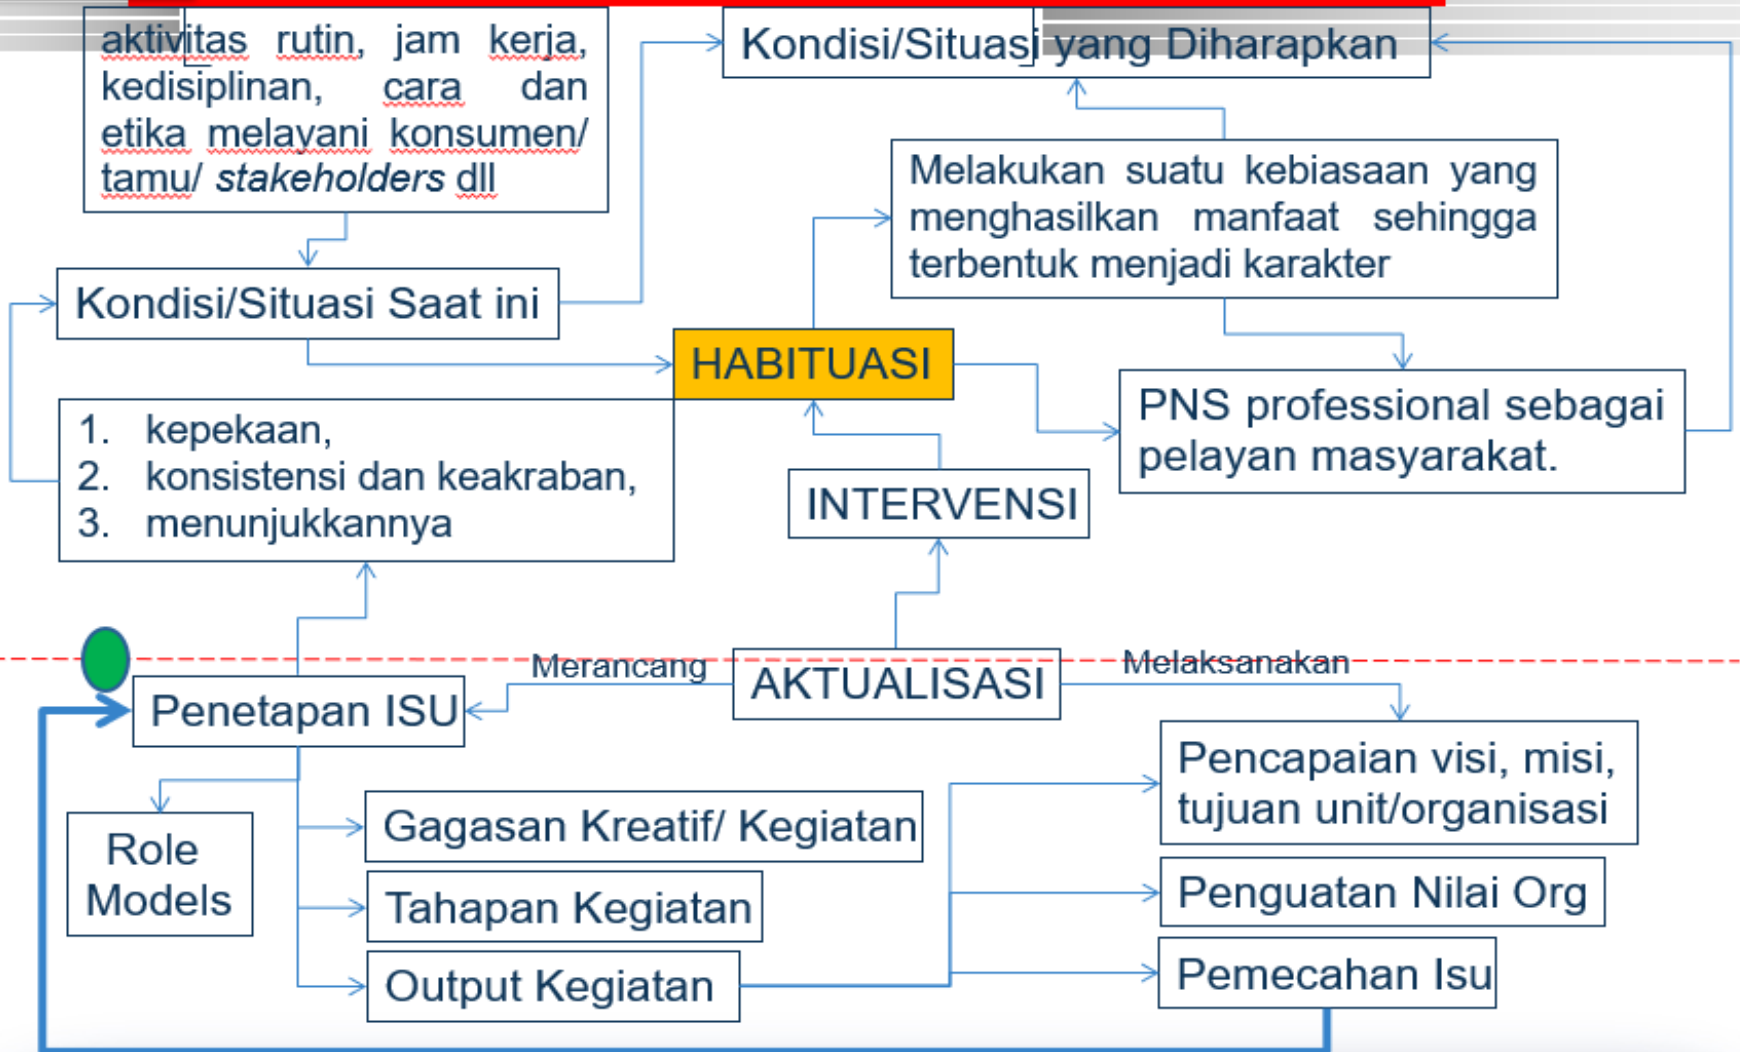 aktivitas rutin, jam kerja,
kedisiplinan, cara dan
etika melayani konsumen/
tamu/ stakeholders dll
Kondisi/Situasi yang Diharapkan
Melakukan suatu kebiasaan yang
menghasilkan manfaat sehingga
terbentuk menjadi karakter
Kondisi/Situasi Saat ini
HABITUASI
PNS professional sebagai
pelayan masyarakat.
1. kepekaan,
2. konsistensi dan keakraban,
3. menunjukkannya
INTERVENSI
Merancang
AKTUALISASI
Melaksanakan
Penetapan ISU
Pencapaian visi, misi,
tujuan unit/organisasi
Role
Models
Gagasan Kreatif/ Kegiatan
Tahapan Kegiatan
Penguatan Nilai Org
Output Kegiatan
Pemecahan Isu